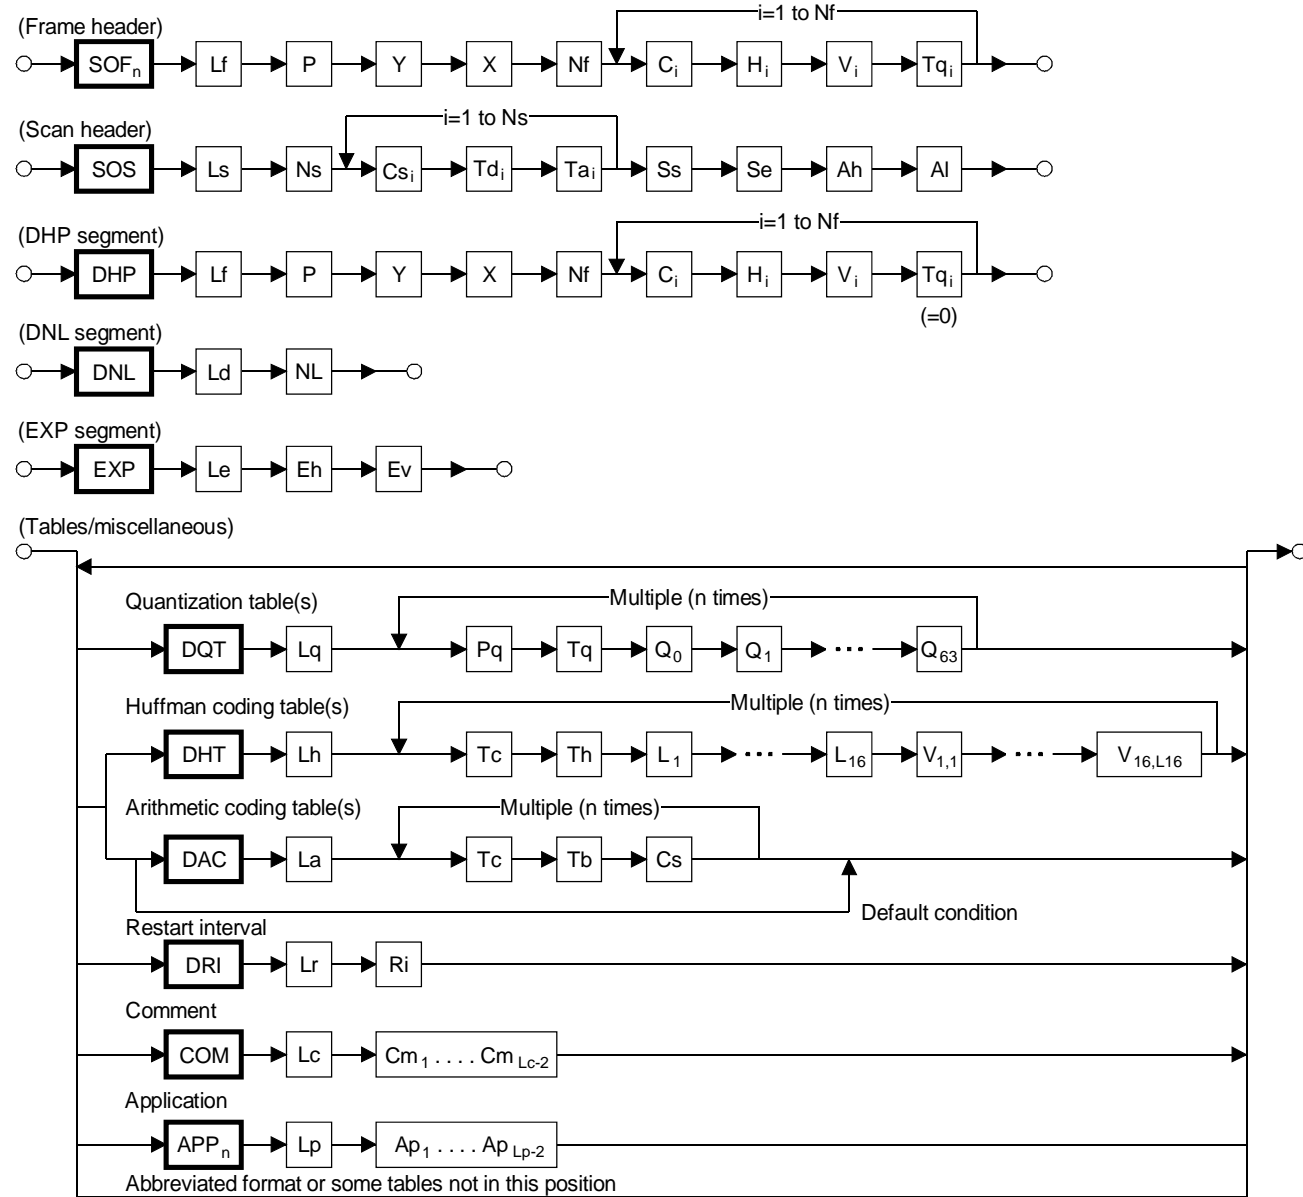 (Frame header)
i=1 to Nf
SOFn Lf P Y X Nf Ci Hi Vi Tqi
(Scan header)
i=1 to Ns
SOS Ls Ns Csi Tdi Tai Ss Se Ah Al
(DHP segment)
i=1 to Nf
DHP Lf P Y X Nf Ci Hi Vi Tqi
(=0)
(DNL segment)
DNL Ld NL
(EXP segment)
EXP Le Eh Ev
(Tables/miscellaneous)
Quantization table(s)
Multiple (n times)
DQT Lq Pq Tq Q0 Q1 ... Q63
Huffman coding table(s)
Multiple (n times)
DHT Lh Tc Th L1 ... L16 V1,1 ... V16,L16
Arithmetic coding table(s)
Multiple (n times)
DAC La Tc Tb Cs
Default condition
Restart interval
DRI Lr Ri
Comment
COM Lc Cm1 . . . . CmLc-2
Application
APPn Lp Ap1 . . . . ApLp-2
Abbreviated format or some tables not in this position